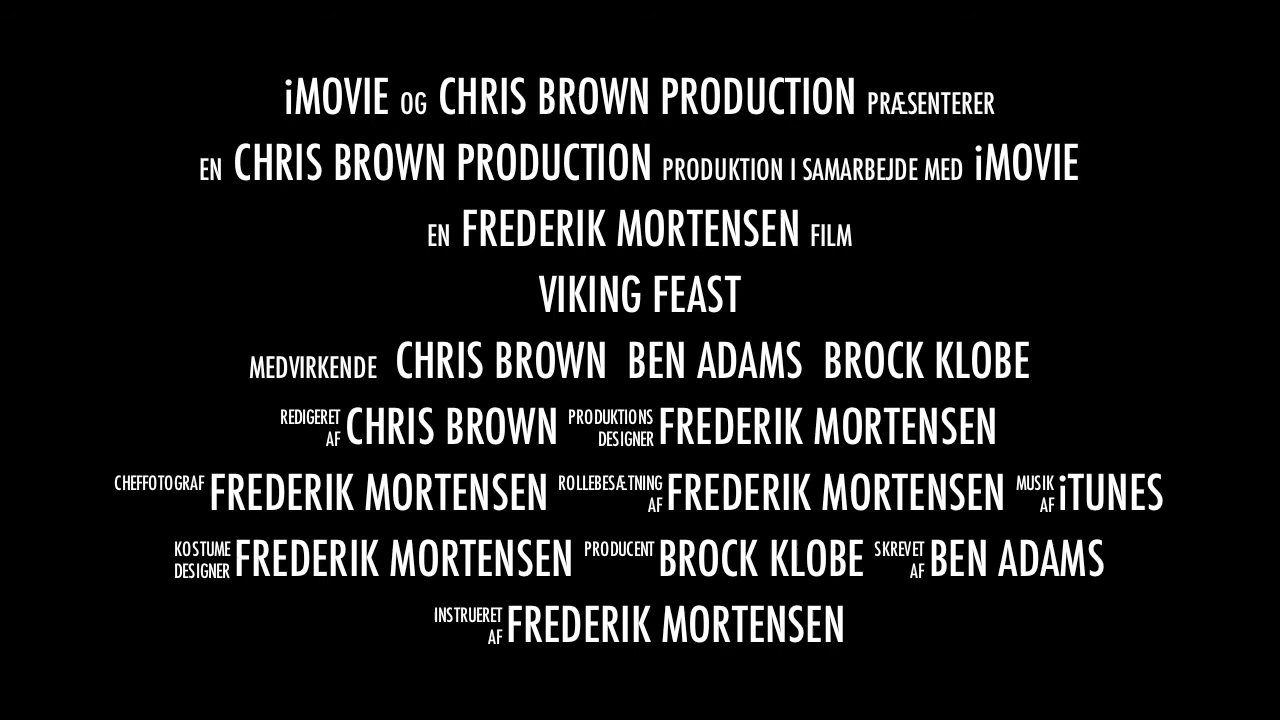 iMOVIE OG CHRIS BROWN PRODUCTION PRÆSENTERER
EN CHRIS BROWN PRODUCTION PRODUKTION I SAMARBEJDE MED iMOVIE
EN FREDERIK MORTENSEN FILM
VIKING FEAST
MEDVIRKENDE CHRIS BROWN BEN ADAMS BROCK KLOBE
REDIGERET AF CHRIS BROWN PRODUKTIONS DESIGNER FREDERIK MORTENSEN
CHEFFOTOGRAF FREDERIK MORTENSEN ROLLEBESÆTNING AF FREDERIK MORTENSEN MUSIK AF iTUNES
KOSTUME DESIGNER FREDERIK MORTENSEN PRODUCENT BROCK KLOBE SKREVET AF BEN ADAMS
INSTRUERET AF FREDERIK MORTENSEN